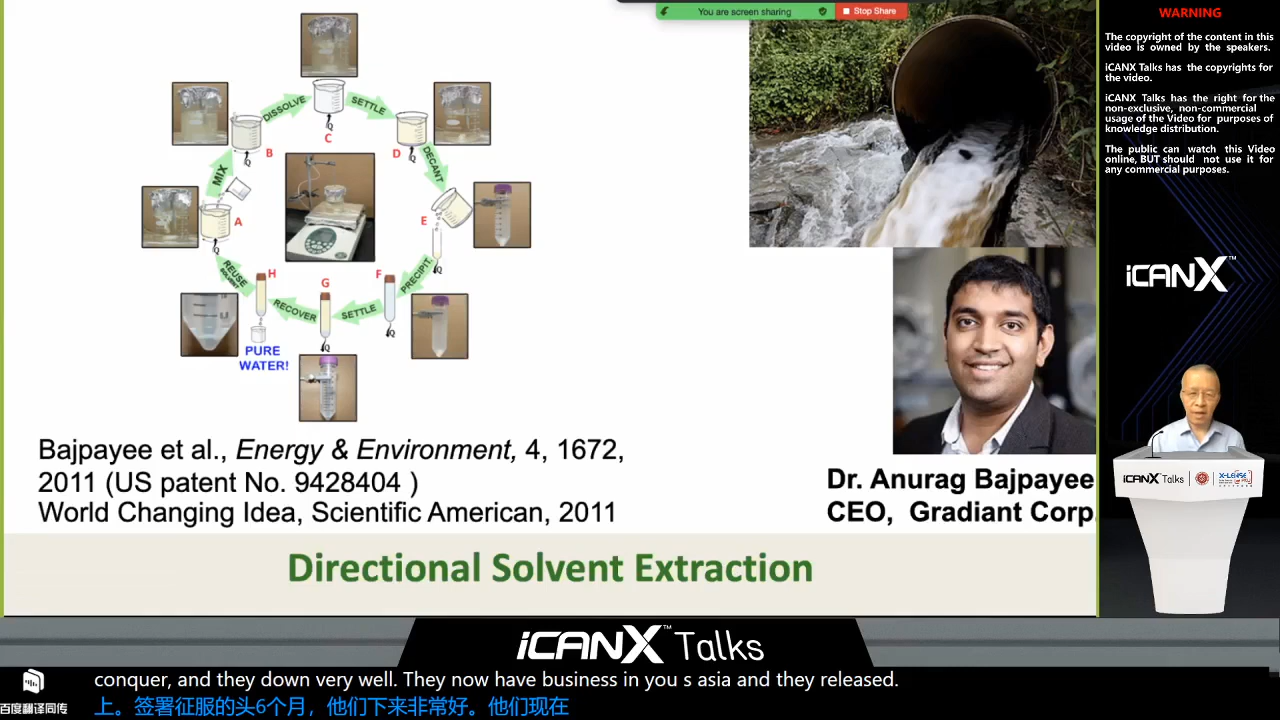 You are screen sharing
Stop Share
DISSOLVE
SETTLE
DECANT
PRECIPIT.
SETTLE
RECOVER
REUSE
MIX
A
B
C
D
E
F
G
H
Q
Q
Q
Q
Q
Q
Q
PURE
WATER!
Bajpayee et al., Energy & Environment, 4, 1672,
2011 (US patent No. 9428404 )
World Changing Idea, Scientific American, 2011
Dr. Anurag Bajpayee
CEO, Gradiant Corp.
Directional Solvent Extraction
WARNING
The copyright of the content in this
video is owned by the speakers.
iCANX Talks has the copyrights for
the video.
iCANX Talks has the right for the
non-exclusive, non-commercial
usage of the Video for purposes of
knowledge distribution.
The public can watch this Video
online, BUT should not use it for
any commercial purposes.
iCANX™
iCANX Talks
iCANX™ Talks
conquer, and they down very well. They now have business in you s asia and they released.
上。签署征服的头6个月，他们下来非常好。他们现在
百度翻译同传